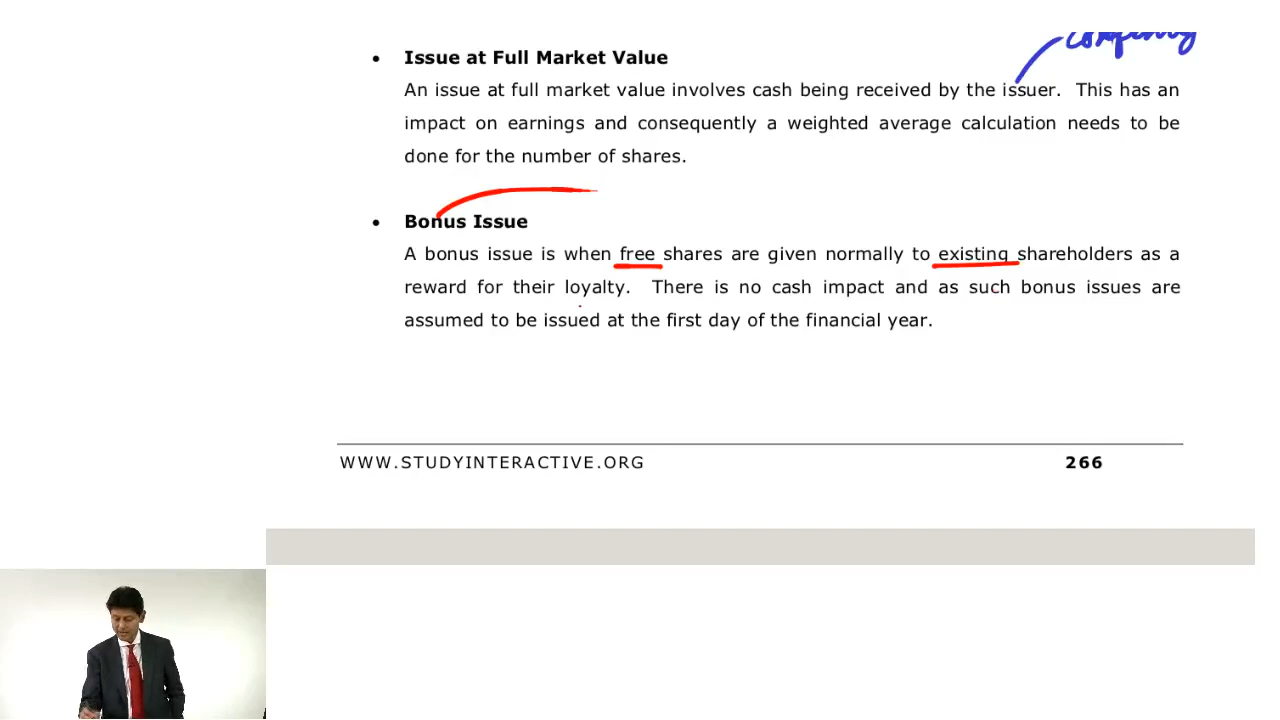 company
• Issue at Full Market Value
An issue at full market value involves cash being received by the issuer. This has an
impact on earnings and consequently a weighted average calculation needs to be
done for the number of shares.
• Bonus Issue
A bonus issue is when free shares are given normally to existing shareholders as a
reward for their loyalty. There is no cash impact and as such bonus issues are
assumed to be issued at the first day of the financial year.
WWW.STUDYINTERACTIVE.ORG 266